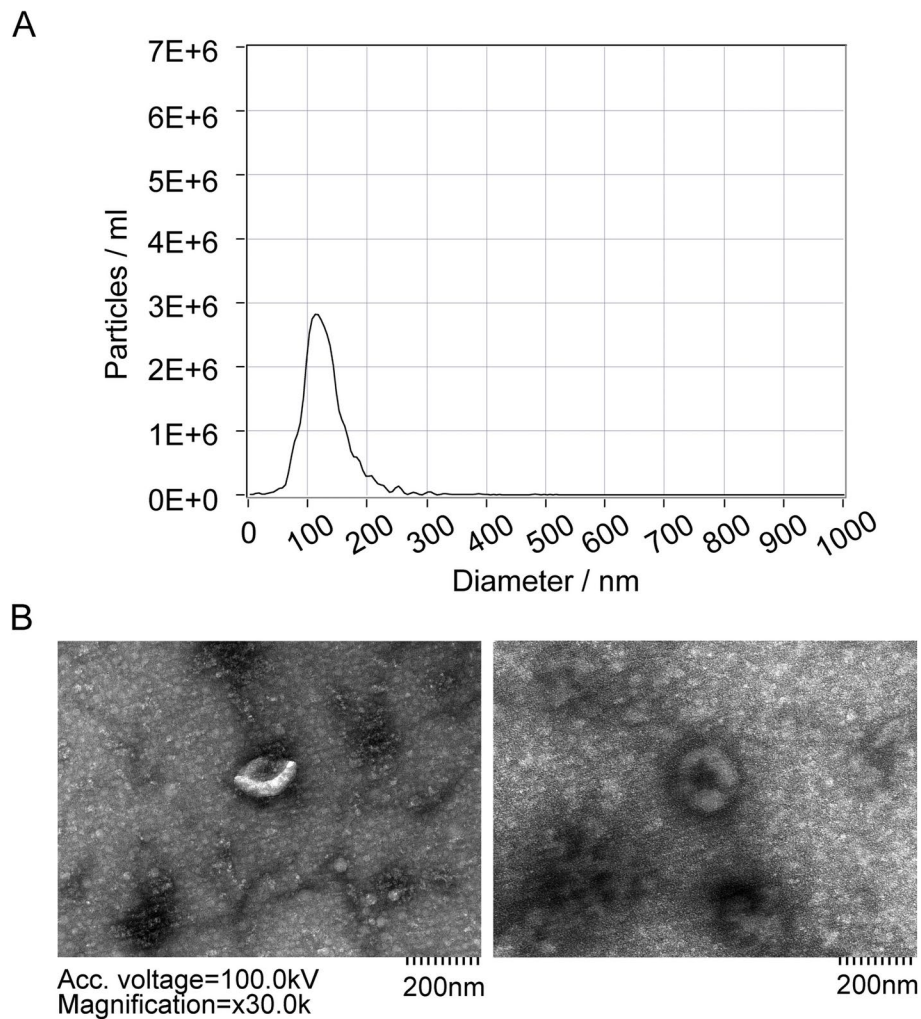 A
7E+6
6E+6
5E+6
4E+6
3E+6
2E+6
1E+6
0E+0
Particles / ml
0 100 200 300 400 500 600 700 800 900 1000
Diameter / nm
B
Acc. voltage=100.0kV
Magnification=x30.0k
200nm
200nm